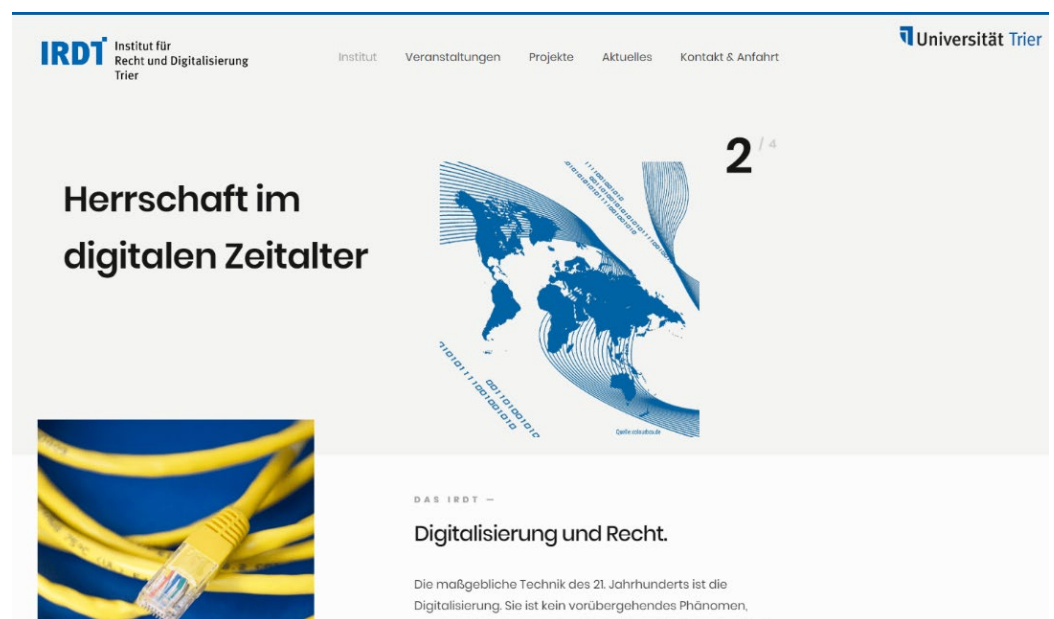 IRDT
Institut für
Recht und Digitalisierung
Trier
Institut
Veranstaltungen
Projekte
Aktuelles
Kontakt & Anfahrt
Universität Trier
2 / 4
Herrschaft im
digitalen Zeitalter
DAS IRDT —
Digitalisierung und Recht.
Die maßgebliche Technik des 21. Jahrhunderts ist die
Digitalisierung. Sie ist kein vorübergehendes Phänomen,